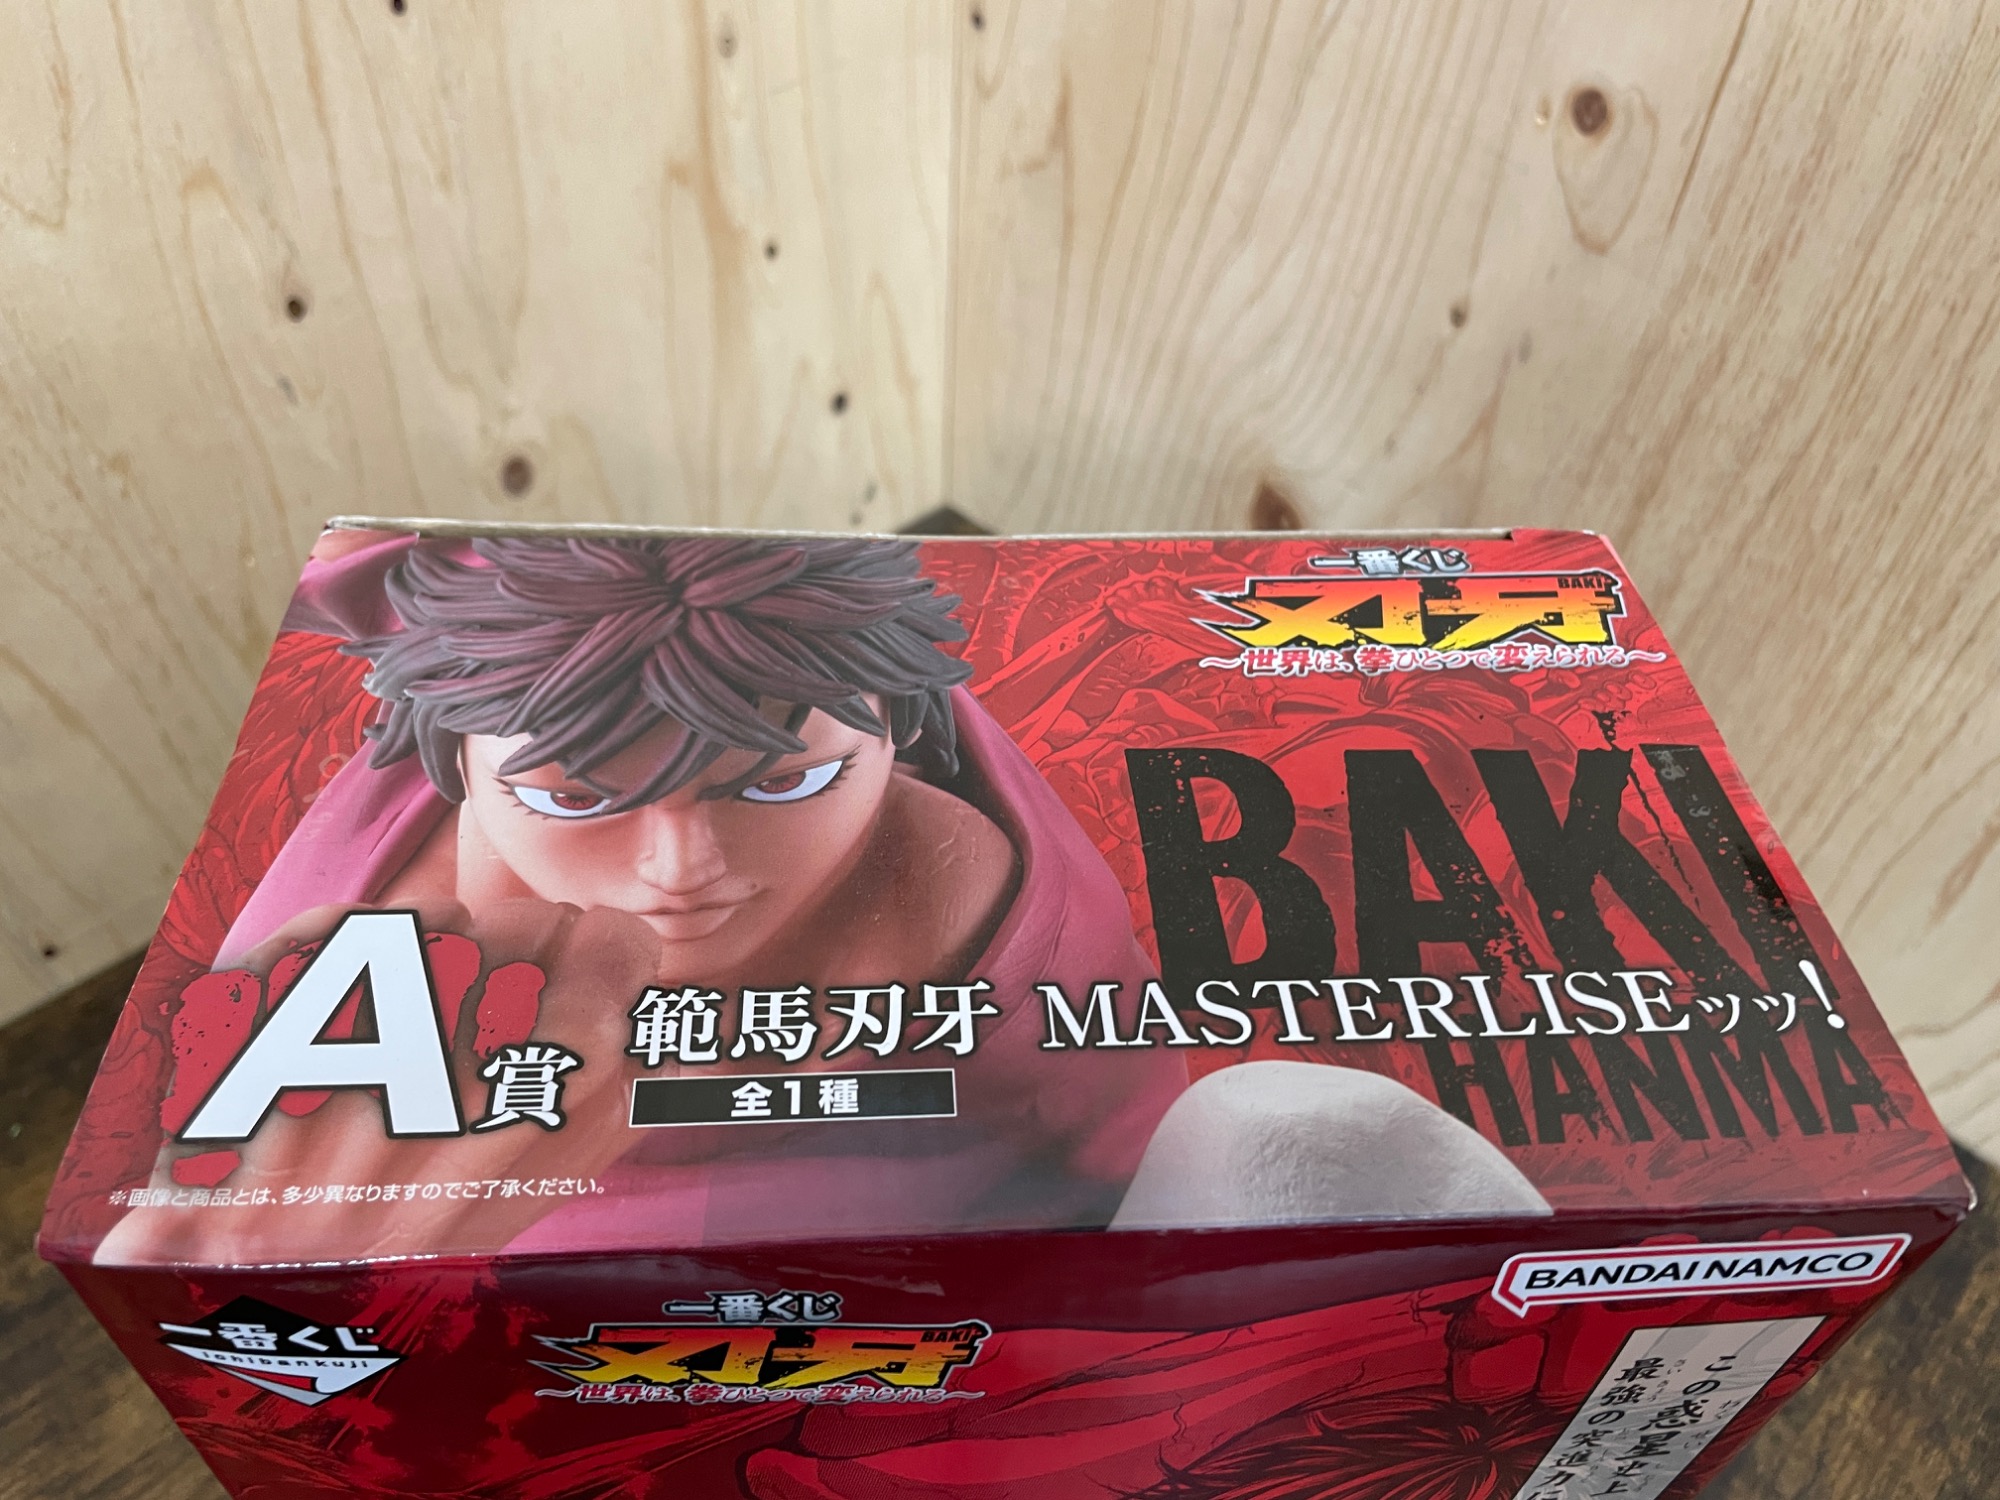 一番くじ
刃牙 BAKI
～世界は、拳ひとつで変えられる～
BAKI
HANMA
A賞
範馬刃牙 MASTERLISEッッ!
全1種
※画像と商品とは、多少異なりますのでご了承ください。
BANDAI NAMCO
一番くじ
ichibankuji
一番くじ
刃牙 BAKI
～世界は、拳ひとつで変えられる～
この惑星史上
最強の突進力に